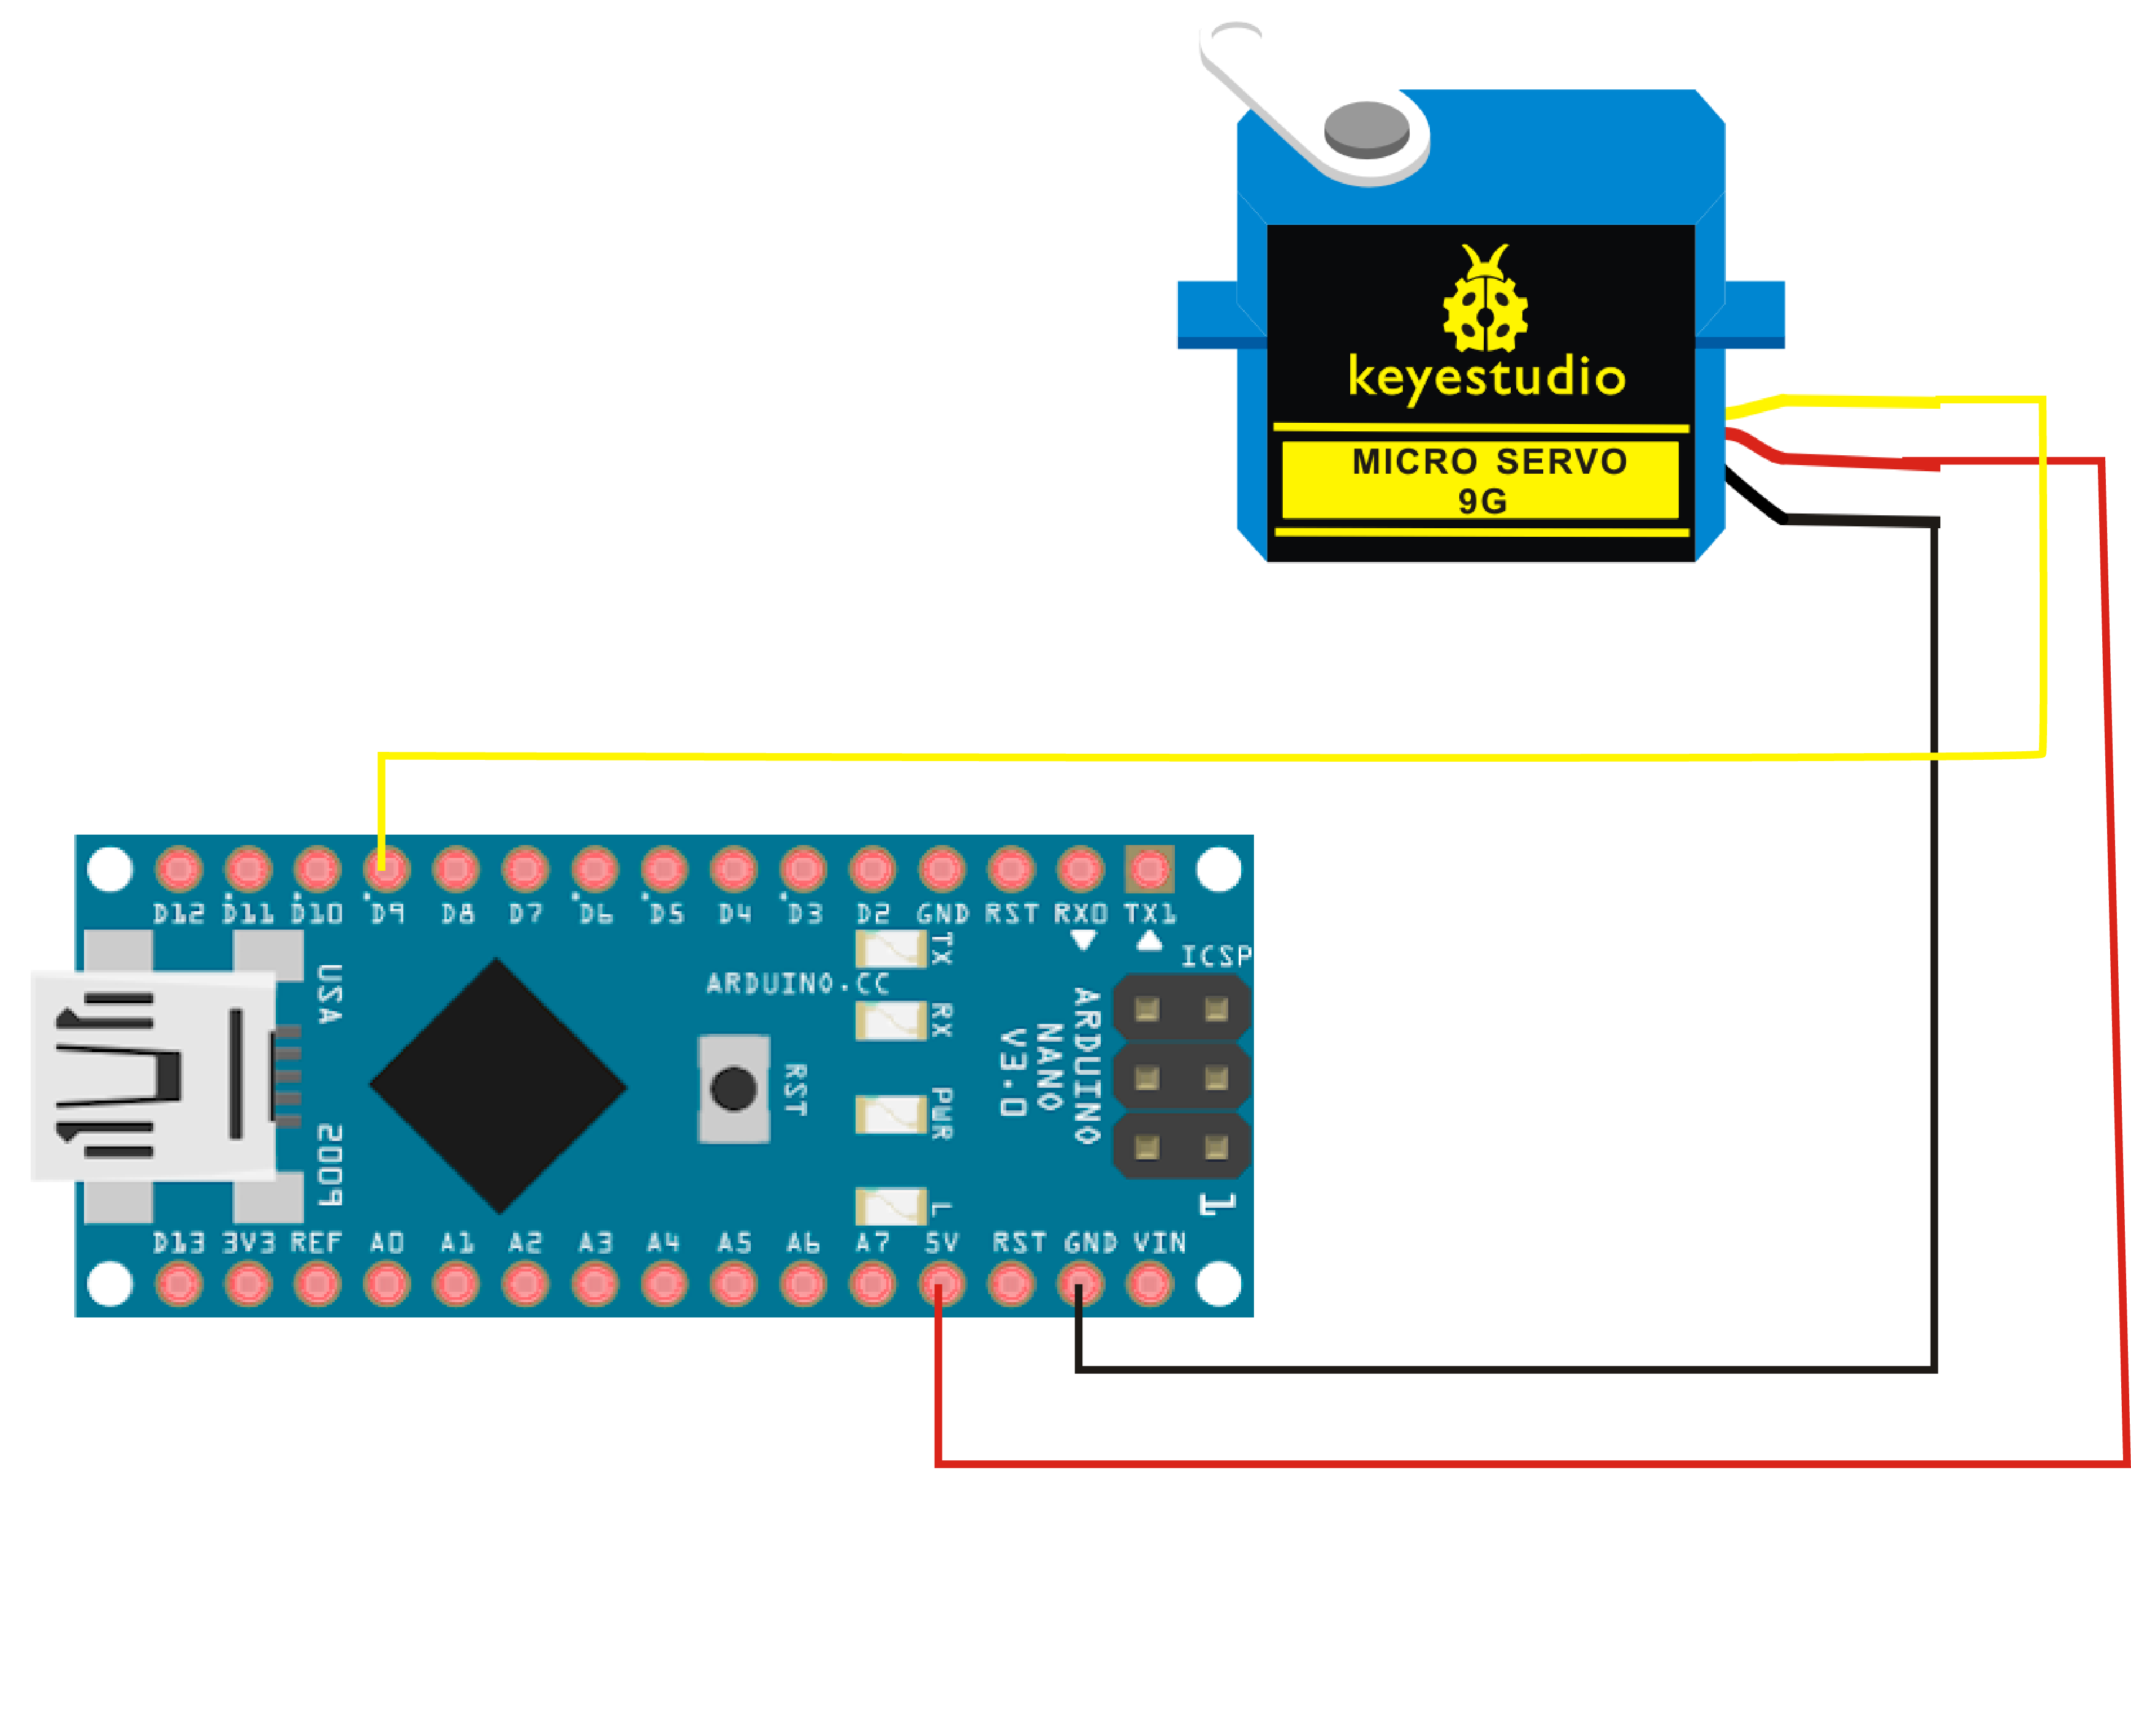 keyestudio
MICRO SERVO
9G
D12 D11 D10 D9 D8 D7 D6 D5 D4 D3 D2 GND RST RX0 TX1
ICSP
TX
ARDUINO.CC
RX
USA
ARDUINO
NANO
V3.0
RST
PWR
2009
L
1
D13 3V3 REF A0 A1 A2 A3 A4 A5 A6 A7 5V RST GND VIN